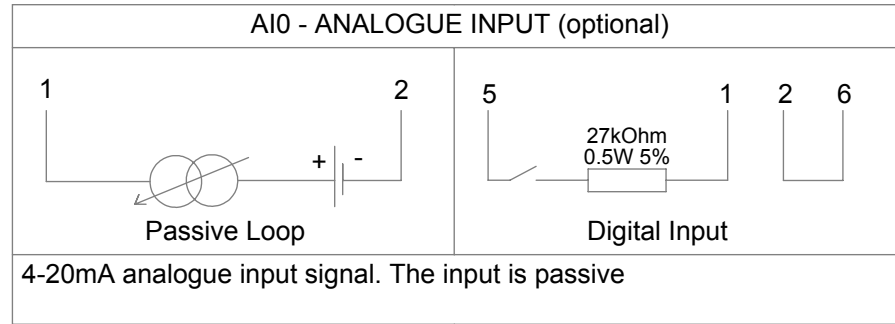 AI0 - ANALOGUE INPUT (optional)
1 2
+ -
Passive Loop
5 1 2 6
27kOhm
0.5W 5%
Digital Input
4-20mA analogue input signal. The input is passive